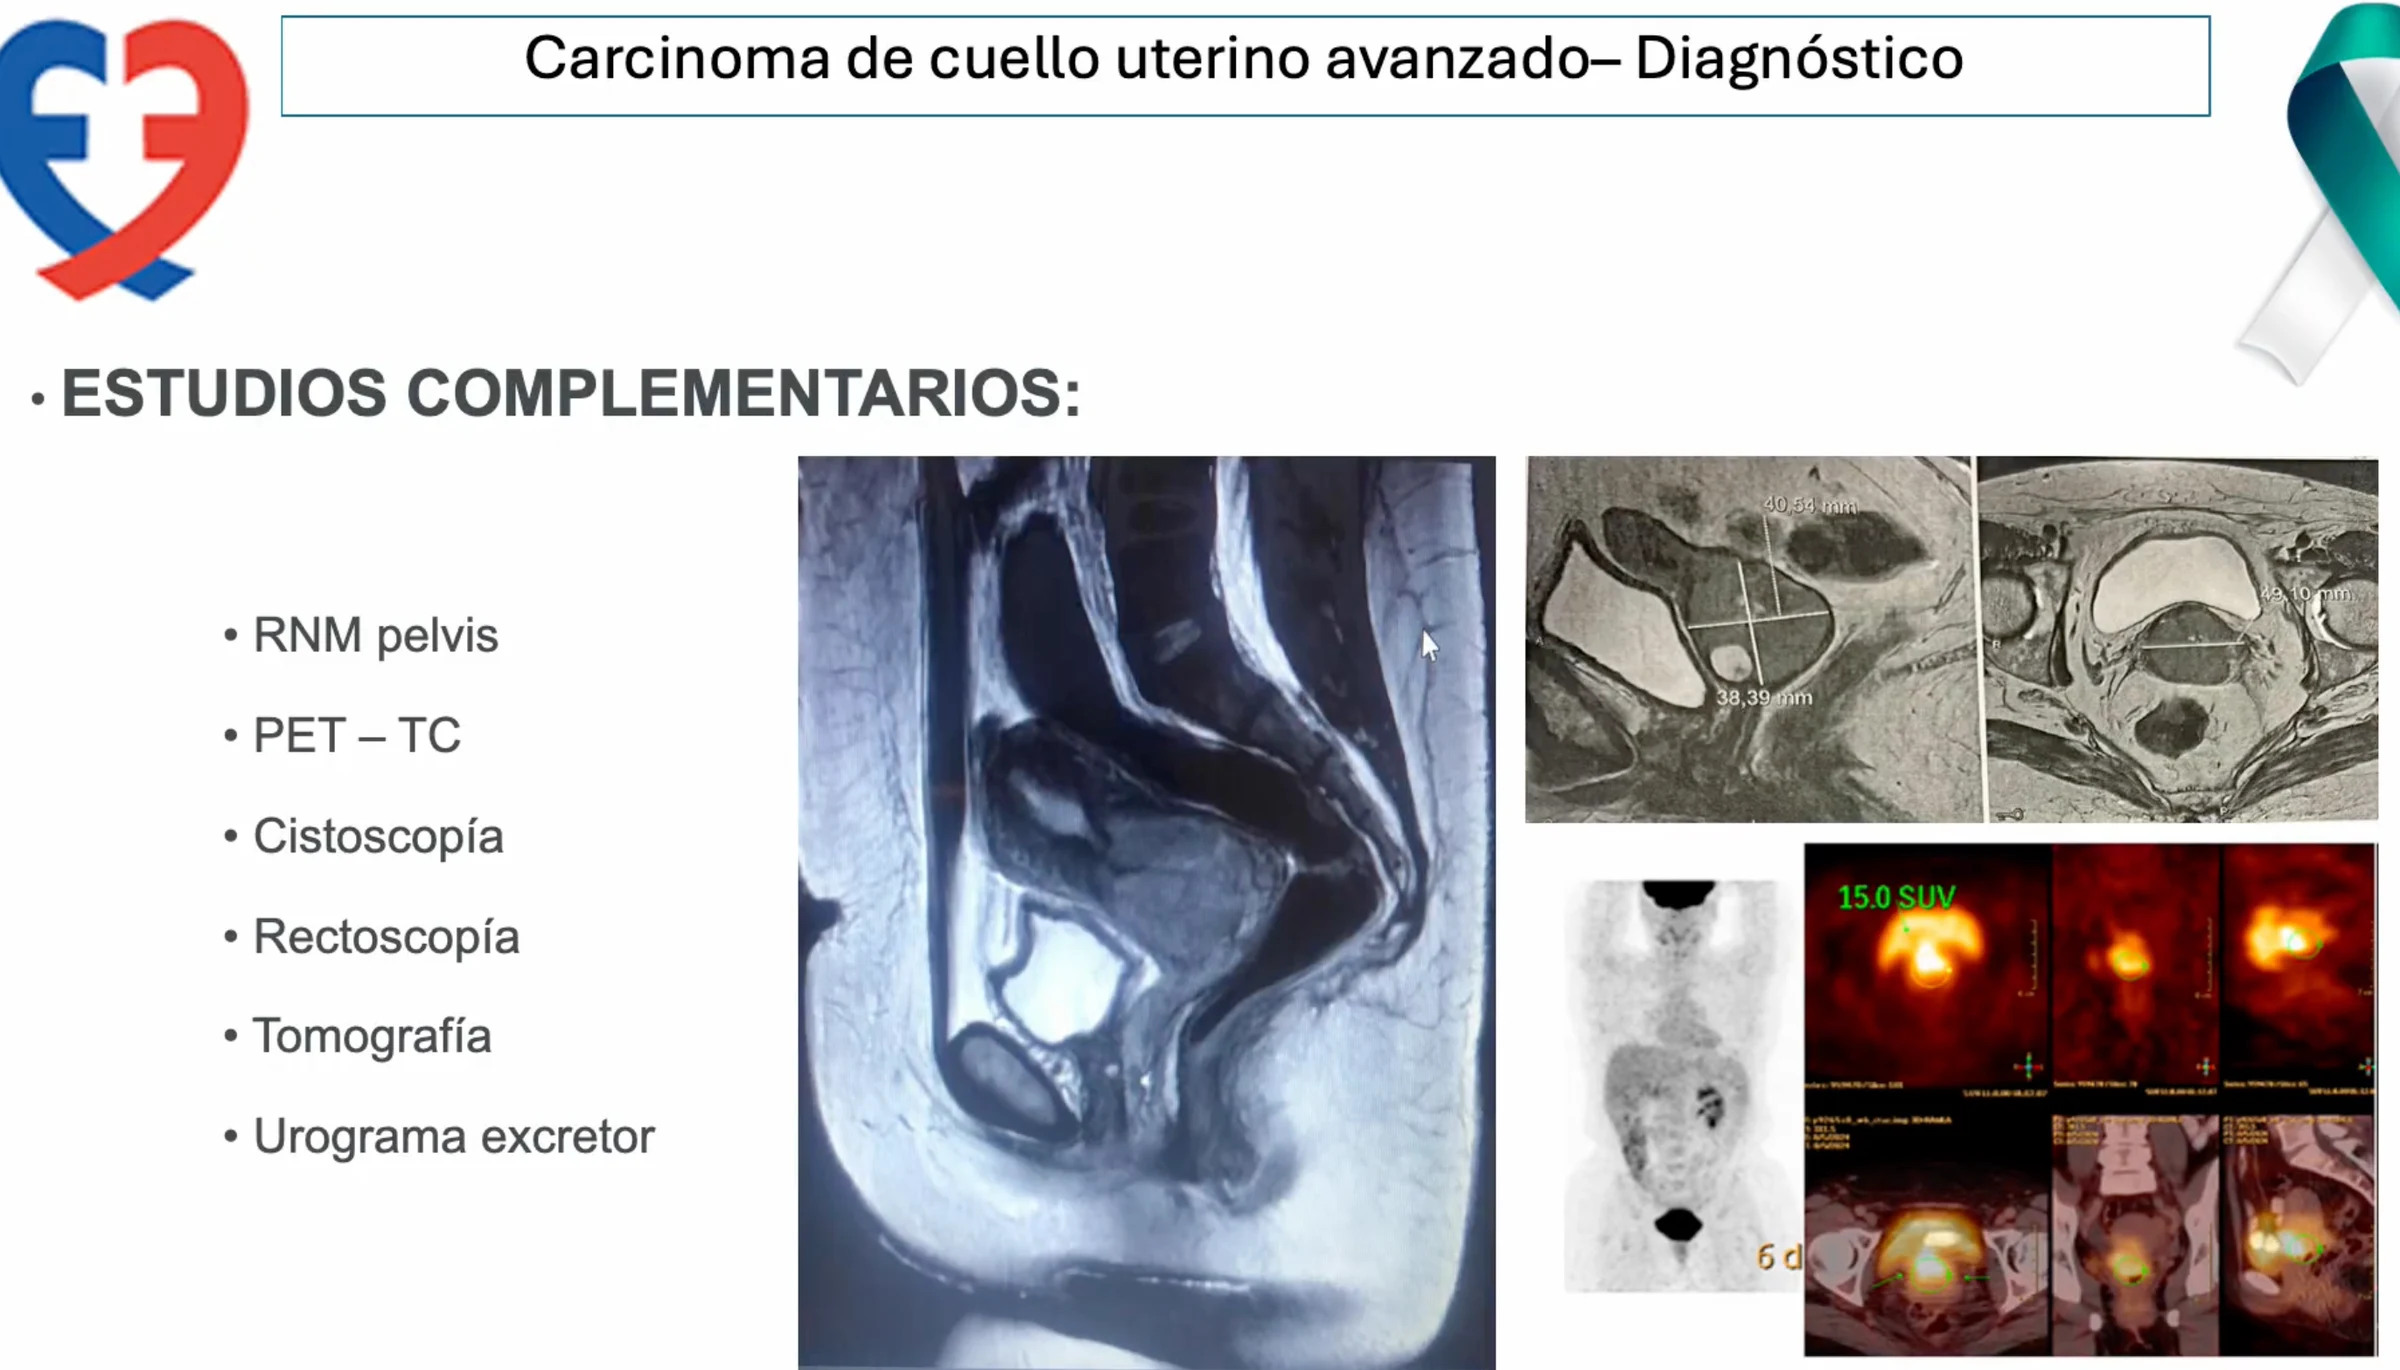 Carcinoma de cuello uterino avanzado– Diagnóstico
• ESTUDIOS COMPLEMENTARIOS:
• RNM pelvis
• PET – TC
• Cistoscopía
• Rectoscopía
• Tomografía
• Urograma excretor
40,54 mm
38,39 mm
49,10 mm
15.0 SUV
6 d